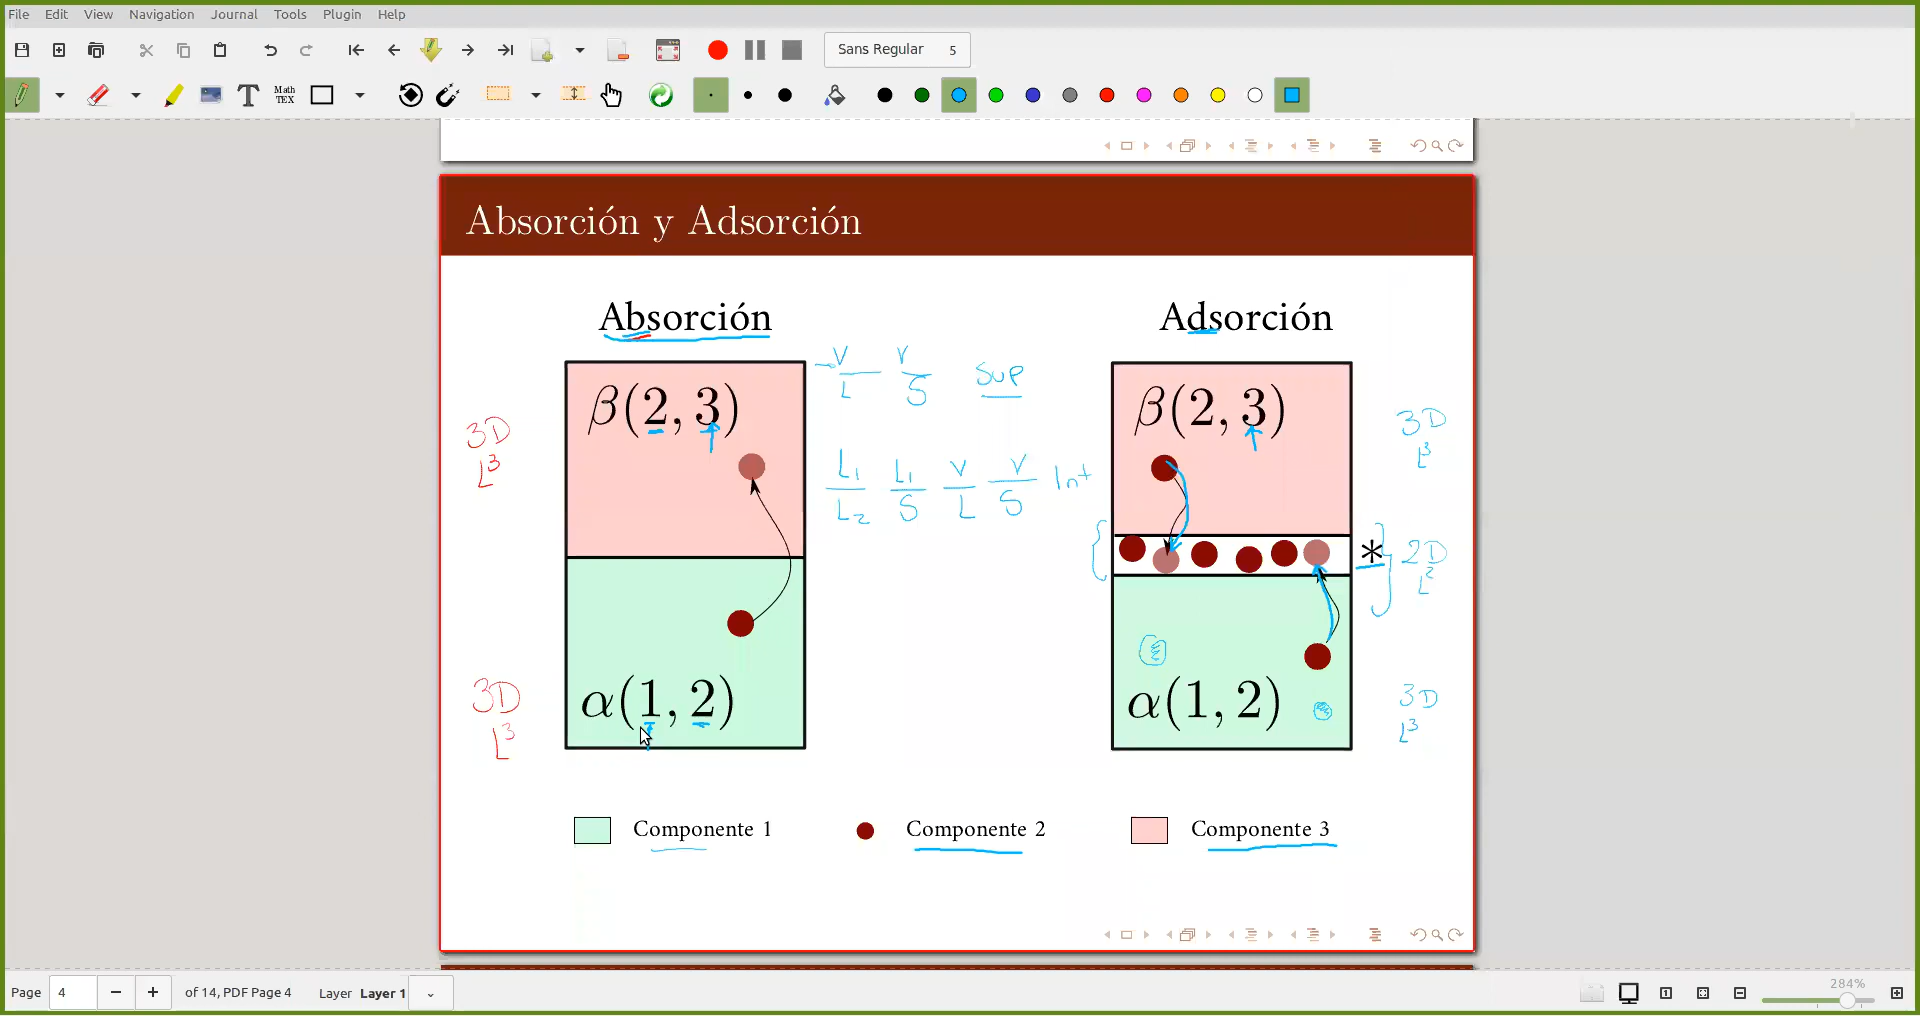 File Edit View Navigation Journal Tools Plugin Help
Sans Regular 5
Math TEX
Absorción y Adsorción
Absorción
Adsorción
V/L V/S Sup
β(2, 3)
β(2, 3)
3D
L³
3D
L³
L₁/L₂ L₁/S V/L V/S Int
* 2D
L²
α(1, 2)
α(1, 2)
3D
L³
3D
L³
Componente 1
Componente 2
Componente 3
Page 4 of 14, PDF Page 4 Layer Layer 1
284%